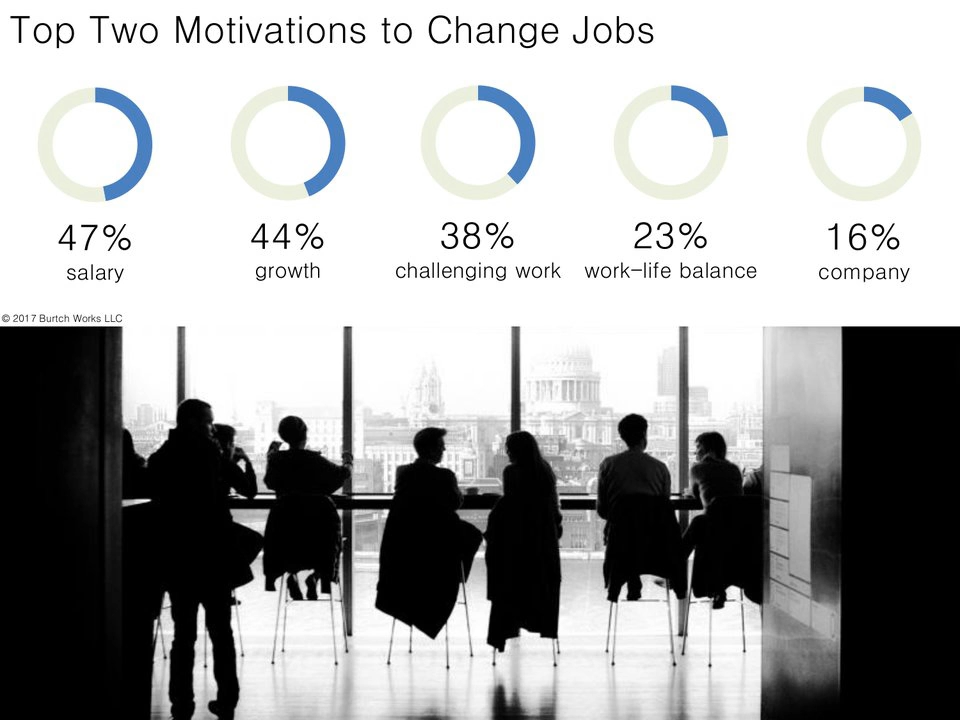 Top Two Motivations to Change Jobs
47%
salary
44%
growth
38%
challenging work
23%
work-life balance
16%
company
© 2017 Burtch Works LLC